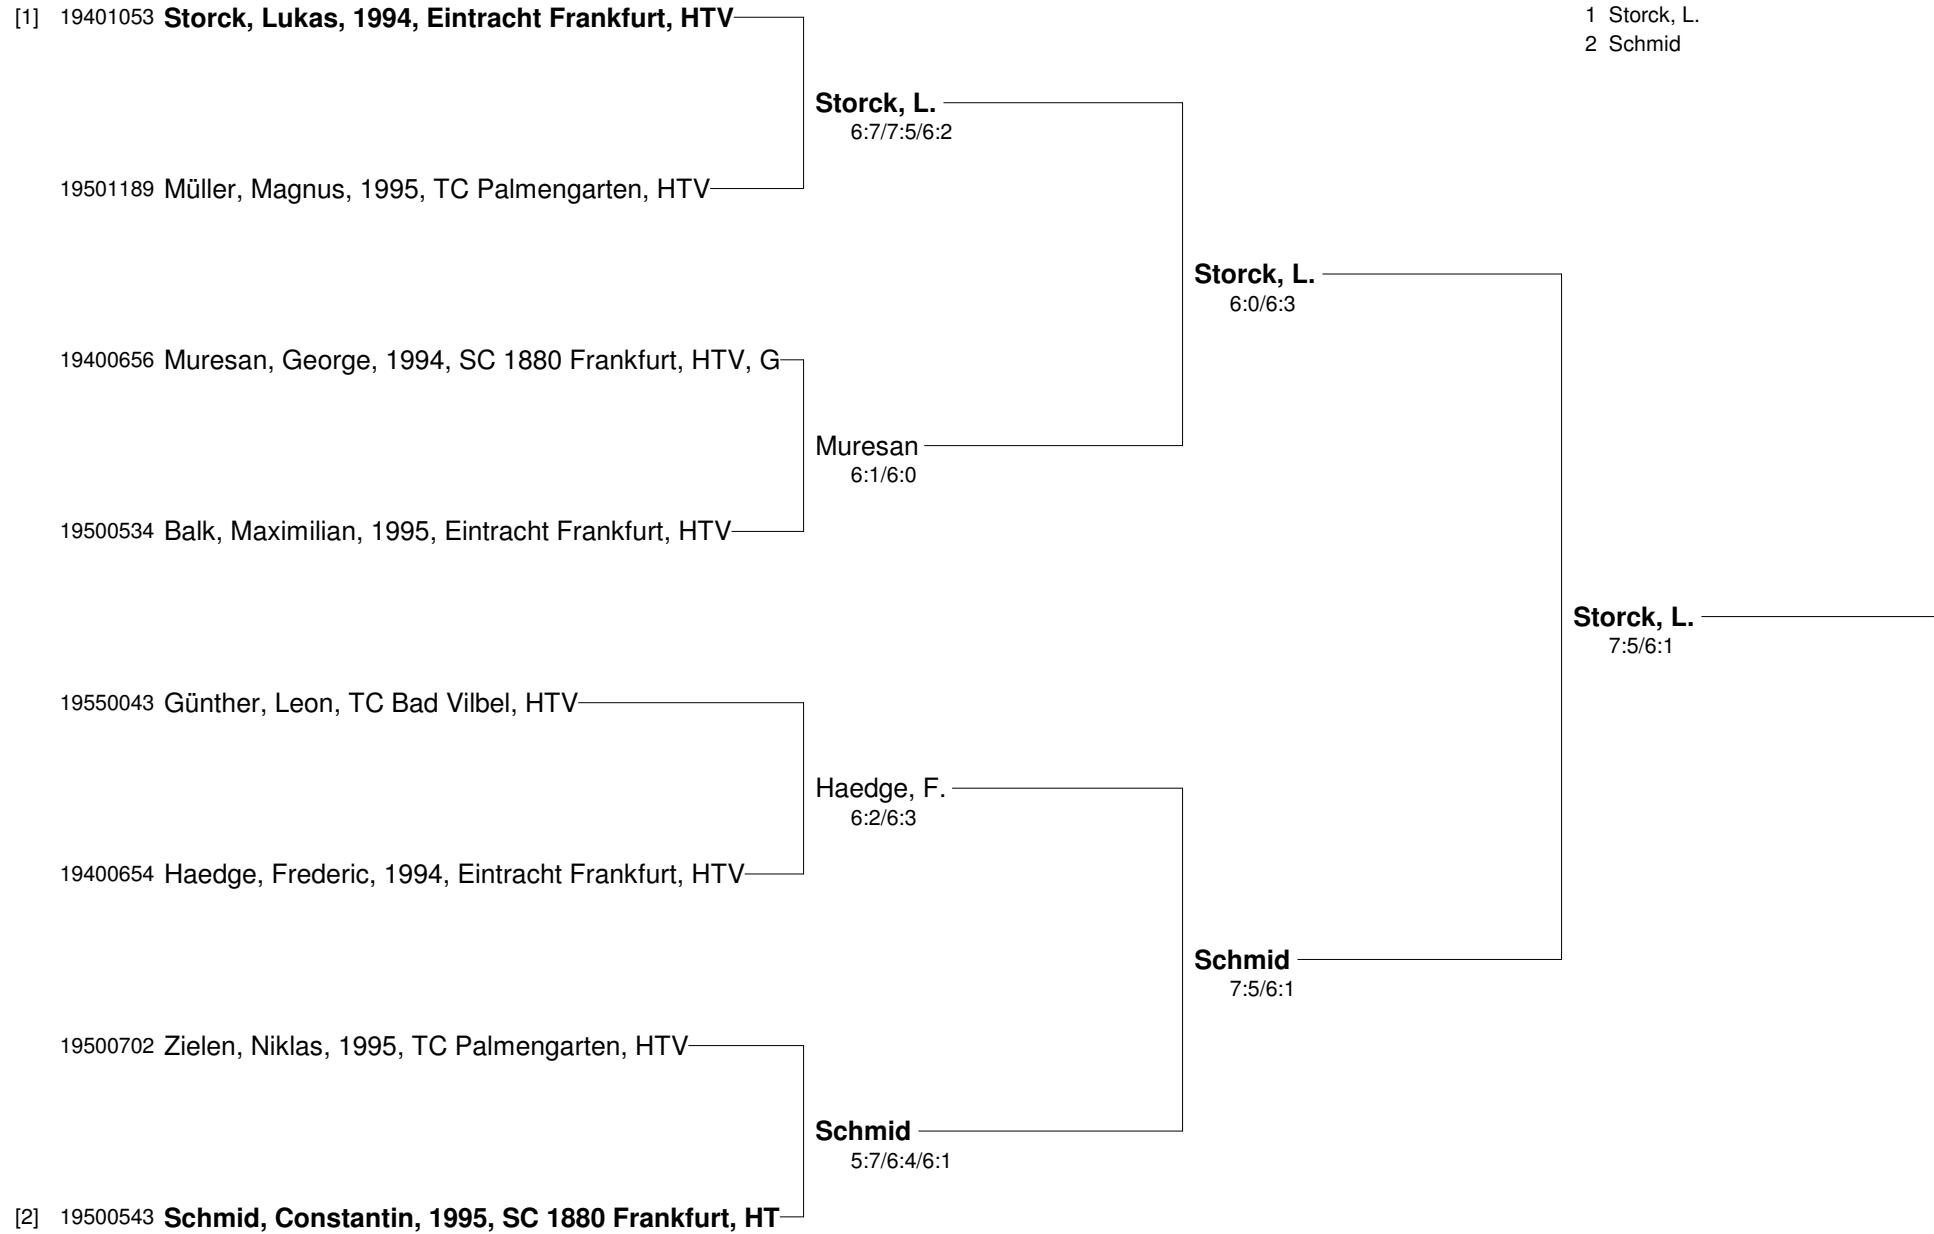 [1] 19401053 Storck, Lukas, 1994, Eintracht Frankfurt, HTV
1 Storck, L.
2 Schmid
Storck, L.
6:7/7:5/6:2
19501189 Müller, Magnus, 1995, TC Palmengarten, HTV
Storck, L.
6:0/6:3
19400656 Muresan, George, 1994, SC 1880 Frankfurt, HTV, G
Muresan
6:1/6:0
19500534 Balk, Maximilian, 1995, Eintracht Frankfurt, HTV
Storck, L.
7:5/6:1
19550043 Günther, Leon, TC Bad Vilbel, HTV
Haedge, F.
6:2/6:3
19400654 Haedge, Frederic, 1994, Eintracht Frankfurt, HTV
Schmid
7:5/6:1
19500702 Zielen, Niklas, 1995, TC Palmengarten, HTV
Schmid
5:7/6:4/6:1
[2] 19500543 Schmid, Constantin, 1995, SC 1880 Frankfurt, HT